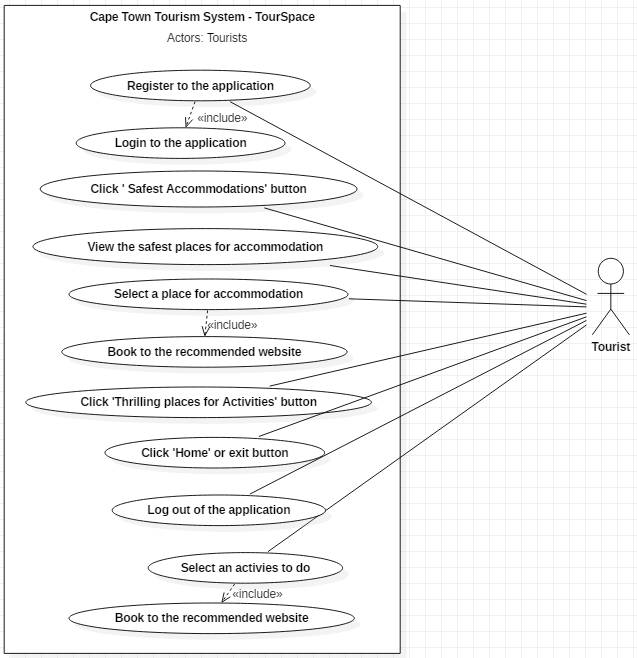 Cape Town Tourism System - TourSpace
Actors: Tourists
Register to the application
«include»
Login to the application
Click ' Safest Accommodations' button
View the safest places for accommodation
Select a place for accommodation
«include»
Tourist
Book to the recommended website
Click 'Thrilling places for Activities' button
Click 'Home' or exit button
Log out of the application
Select an activies to do
«include»
Book to the recommended website